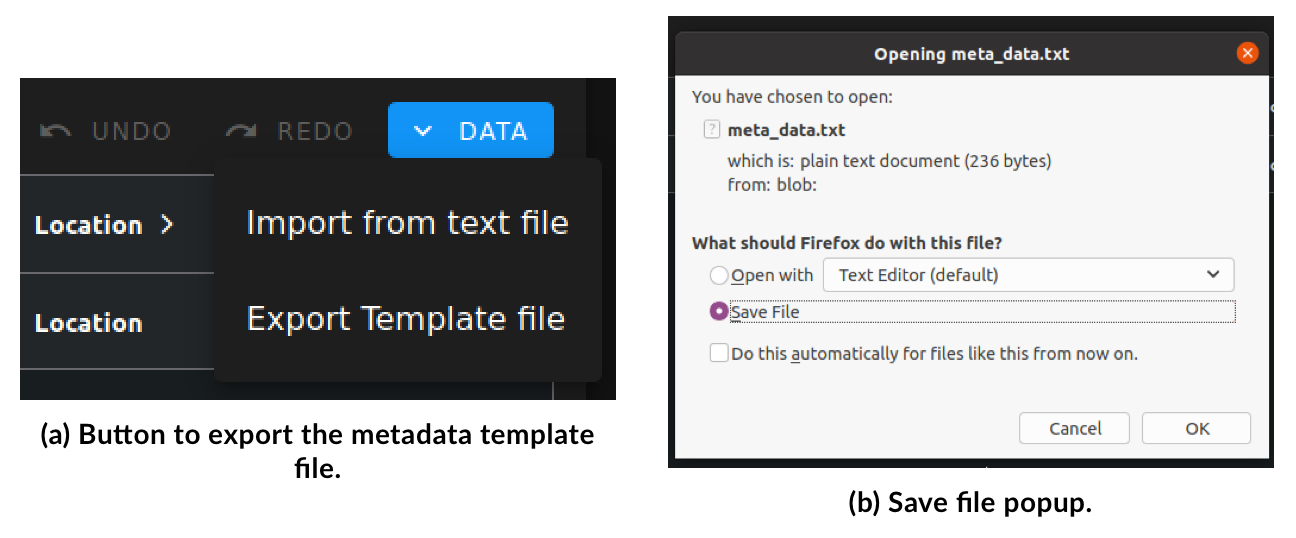 UNDO REDO DATA
Location >
Import from text file
Location
Export Template file
(a) Button to export the metadata template
file.
Opening meta_data.txt
You have chosen to open:
? meta_data.txt
which is: plain text document (236 bytes)
from: blob:
What should Firefox do with this file?
Open with Text Editor (default)
Save File
Do this automatically for files like this from now on.
Cancel OK
(b) Save file popup.